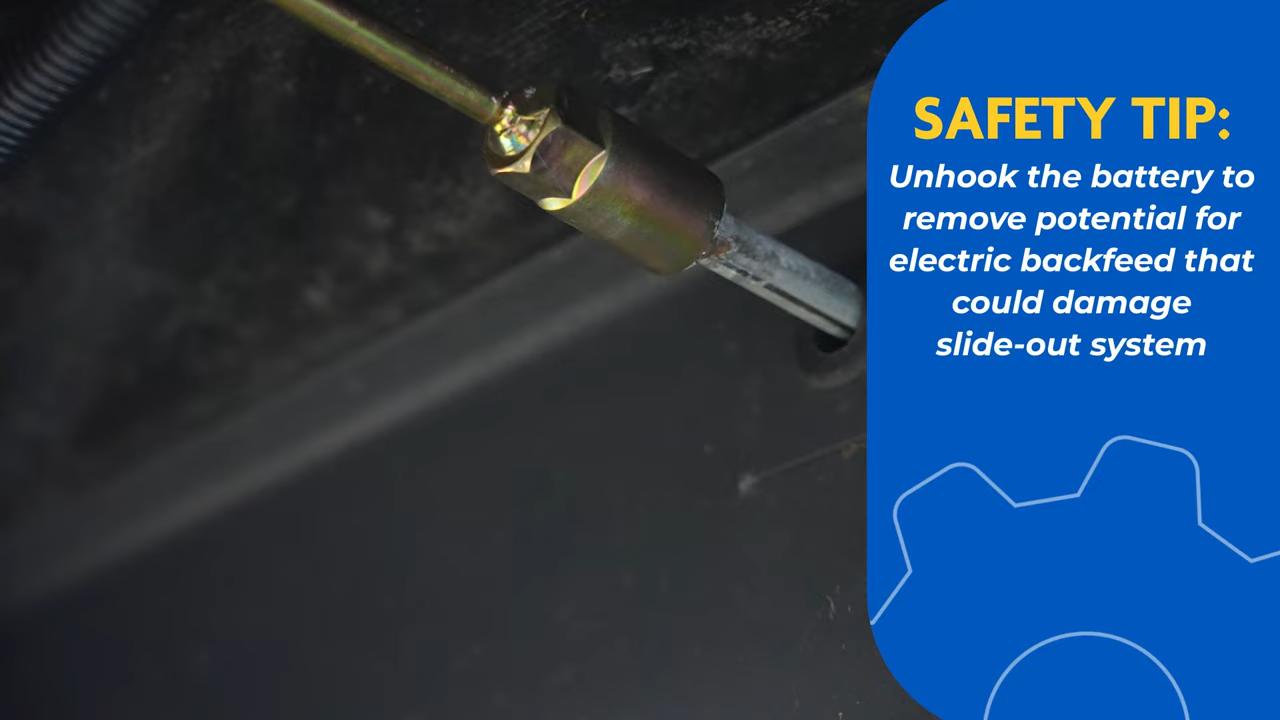 SAFETY TIP:
Unhook the battery to
remove potential for
electric backfeed that
could damage
slide-out system